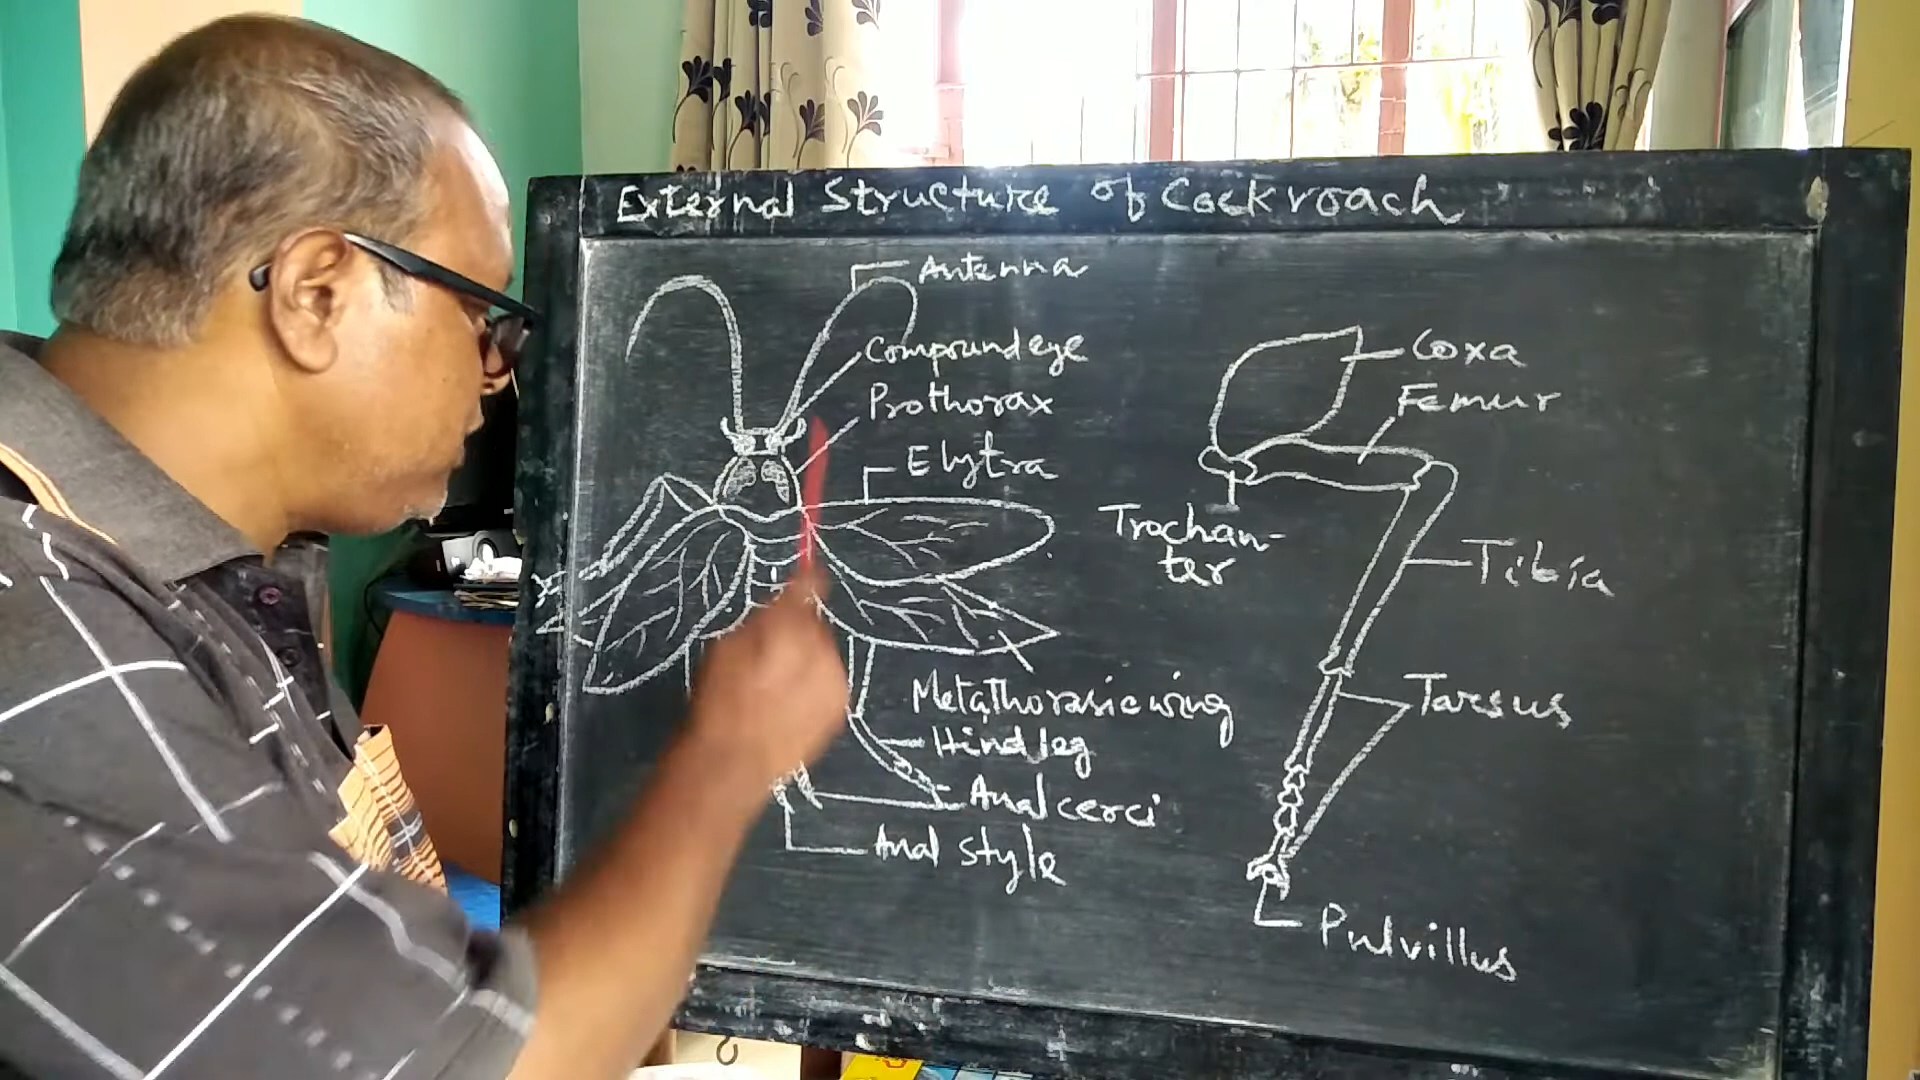 External Structure of Cockroach
Antenna
Compound eye
Prothorax
Elytra
Metathorasic wing
Hind leg
Anal cerci
Anal style
Coxa
Femur
Trochan-
ter
Tibia
Tarsus
Pulvillus